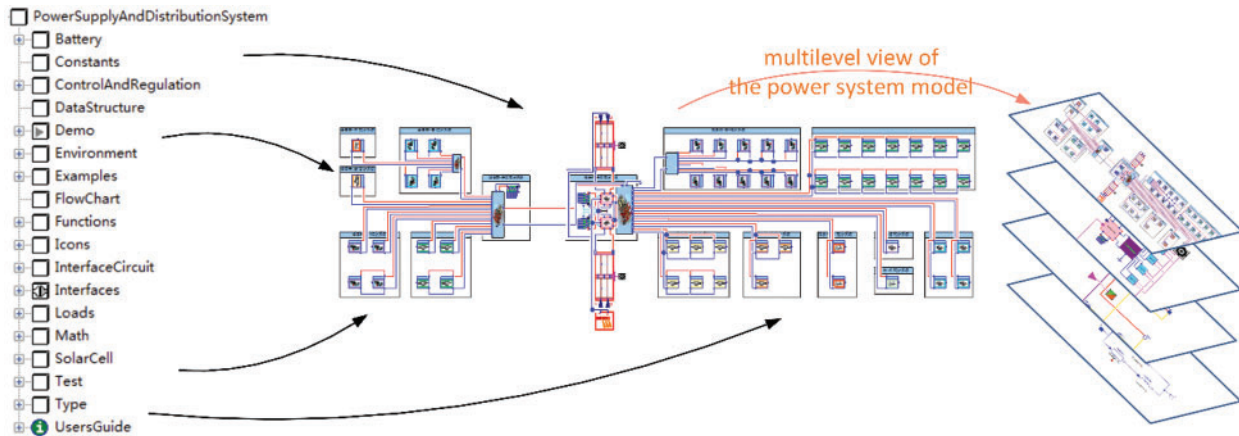 PowerSupplyAndDistributionSystem
Battery
Constants
ControlAndRegulation
DataStructure
Demo
Environment
Examples
FlowChart
Functions
Icons
InterfaceCircuit
Interfaces
Loads
Math
SolarCell
Test
Type
UsersGuide
multilevel view of
the power system model